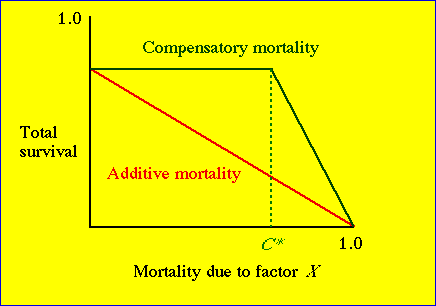 1.0
Compensatory mortality
Total
survival
Additive mortality
C*
1.0
Mortality due to factor X